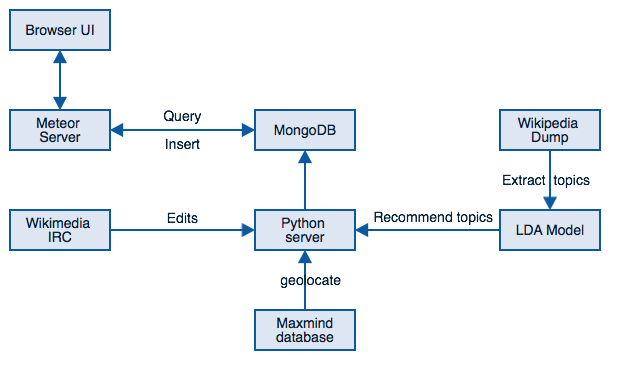 Browser UI
Meteor
Server
Query
Insert
MongoDB
Wikipedia
Dump
Extract topics
Wikimedia
IRC
Edits
Python
server
Recommend topics
LDA Model
geolocate
Maxmind
database